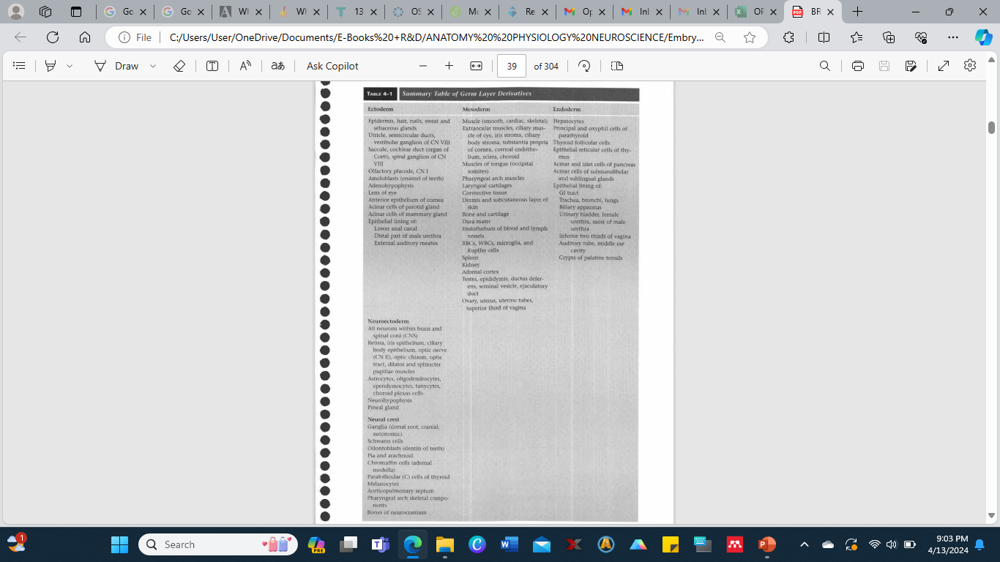 Go
Go
Wh
Wh
13
OS
Me
Re
Op
Inb
Inb
OF
BR
File
C:/Users/User/OneDrive/Documents/E-Books%20+R&D/ANATOMY%20%20PHYSIOLOGY%20NEUROSCIENCE/Embry...
Draw
Ask Copilot
39
of 304
TABLE 4-1 Summary Table of Germ Layer Derivatives
Ectoderm
Epidermis, hair, nails, sweat and
sebaceous glands
Utricle, semicircular ducts,
vestibular ganglion of CN VIII
Saccule, cochlear duct (organ of
Corti), spiral ganglion of CN
VIII
Olfactory placode, CN I
Ameloblasts (enamel of teeth)
Adenohypophysis
Lens of eye
Anterior epithelium of cornea
Acinar cells of parotid gland
Acinar cells of mammary gland
Epithelial lining of:
Lower anal canal
Distal part of male urethra
External auditory meatus
Neuroectoderm
All neurons within brain and
spinal cord (CNS)
Retina, iris epithelium, ciliary
body epithelium, optic nerve
(CN II), optic chiasm, optic
tract, dilator and sphincter
pupillae muscles
Astrocytes, oligodendrocytes,
ependymocytes, tanycytes,
choroid plexus cells
Neurohypophysis
Pineal gland
Neural crest
Ganglia (dorsal root, cranial,
autonomic)
Schwann cells
Odontoblasts (dentin of teeth)
Pia and arachnoid
Chromaffin cells (adrenal
medulla)
Parafollicular (C) cells of thyroid
Melanocytes
Aorticopulmonary septum
Pharyngeal arch skeletal compo-
nents
Bones of neurocranium
Mesoderm
Muscle (smooth, cardiac, skeletal)
Extraocular muscles, ciliary mus-
cle of eye, iris stroma, ciliary
body stroma, substantia propria
of cornea, corneal endothe-
lium, sclera, choroid
Muscles of tongue (occipital
somites)
Pharyngeal arch muscles
Laryngeal cartilages
Connective tissue
Dermis and subcutaneous layer of
skin
Bone and cartilage
Dura mater
Endothelium of blood and lymph
vessels
RBCs, WBCs, microglia, and
Kupffer cells
Spleen
Kidney
Adrenal cortex
Testes, epididymis, ductus defer-
ens, seminal vesicle, ejaculatory
duct
Ovary, uterus, uterine tubes,
superior third of vagina
Endoderm
Hepatocytes
Principal and oxyphil cells of
parathyroid
Thyroid follicular cells
Epithelial reticular cells of thy-
mus
Acinar and islet cells of pancreas
Acinar cells of submandibular
and sublingual glands
Epithelial lining of:
GI tract
Trachea, bronchi, lungs
Biliary apparatus
Urinary bladder, female
urethra, most of male
urethra
Inferior two thirds of vagina
Auditory tube, middle ear
cavity
Crypts of palatine tonsils
1
Search
PRE
9:03 PM
4/13/2024